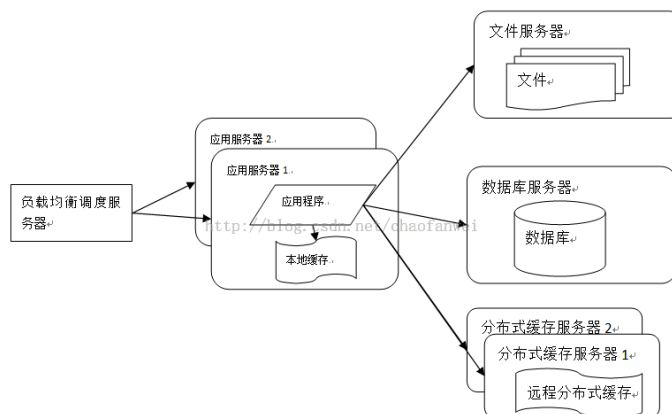 文件服务器
文件
应用服务器 2
应用服务器 1
应用程序
负载均衡调度服
务器
http://blog.csdn.net/chaofanwei
本地缓存
数据库服务器
数据库
分布式缓存服务器 2
分布式缓存服务器 1
远程分布式缓存